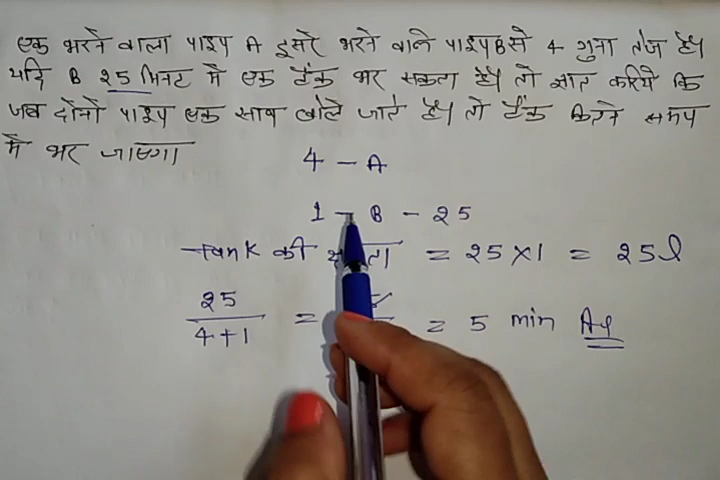 एक भरने वाला पाइप A दूसरे भरने वाले पाइप B से 4 गुना तेज है।
यदि B 25 मिनट मे एक टैंक भर सकता है। तो ज्ञात करिये कि
जब दोनो पाइप एक साथ खोले जाते है। तो टैंक कितने समय
मे भर जाएगा
4 - A
1 - B - 25
Tank की = 25 X 1 = 25 l
25 / 4 + 1 = = 5 min Ans